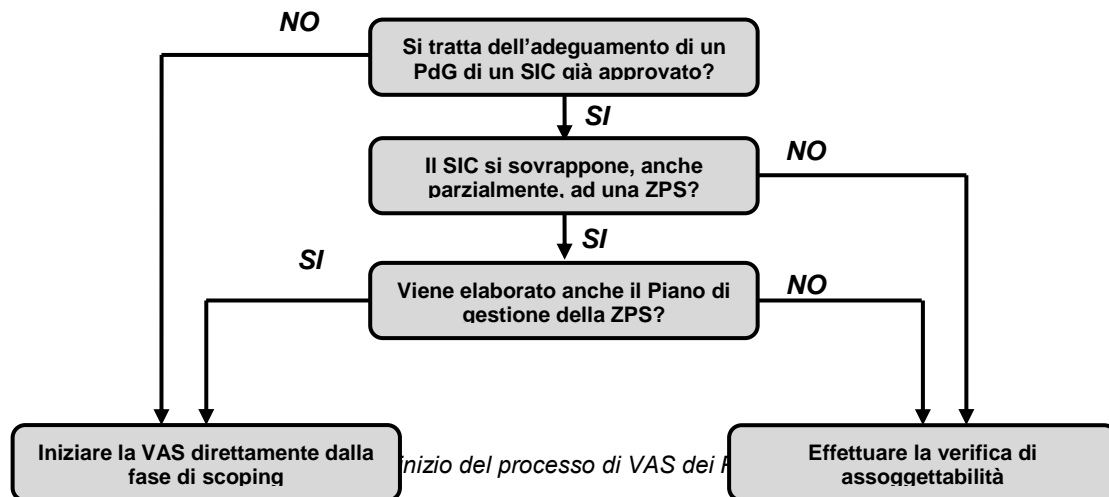 NO
Si tratta dell'adeguamento di un
PdG di un SIC già approvato?
SI
Il SIC si sovrappone, anche
parzialmente, ad una ZPS?
NO
SI
SI
Viene elaborato anche il Piano di
gestione della ZPS?
NO
Iniziare la VAS direttamente dalla
fase di scoping
inizio del processo di VAS dei
Effettuare la verifica di
assoggettabilità